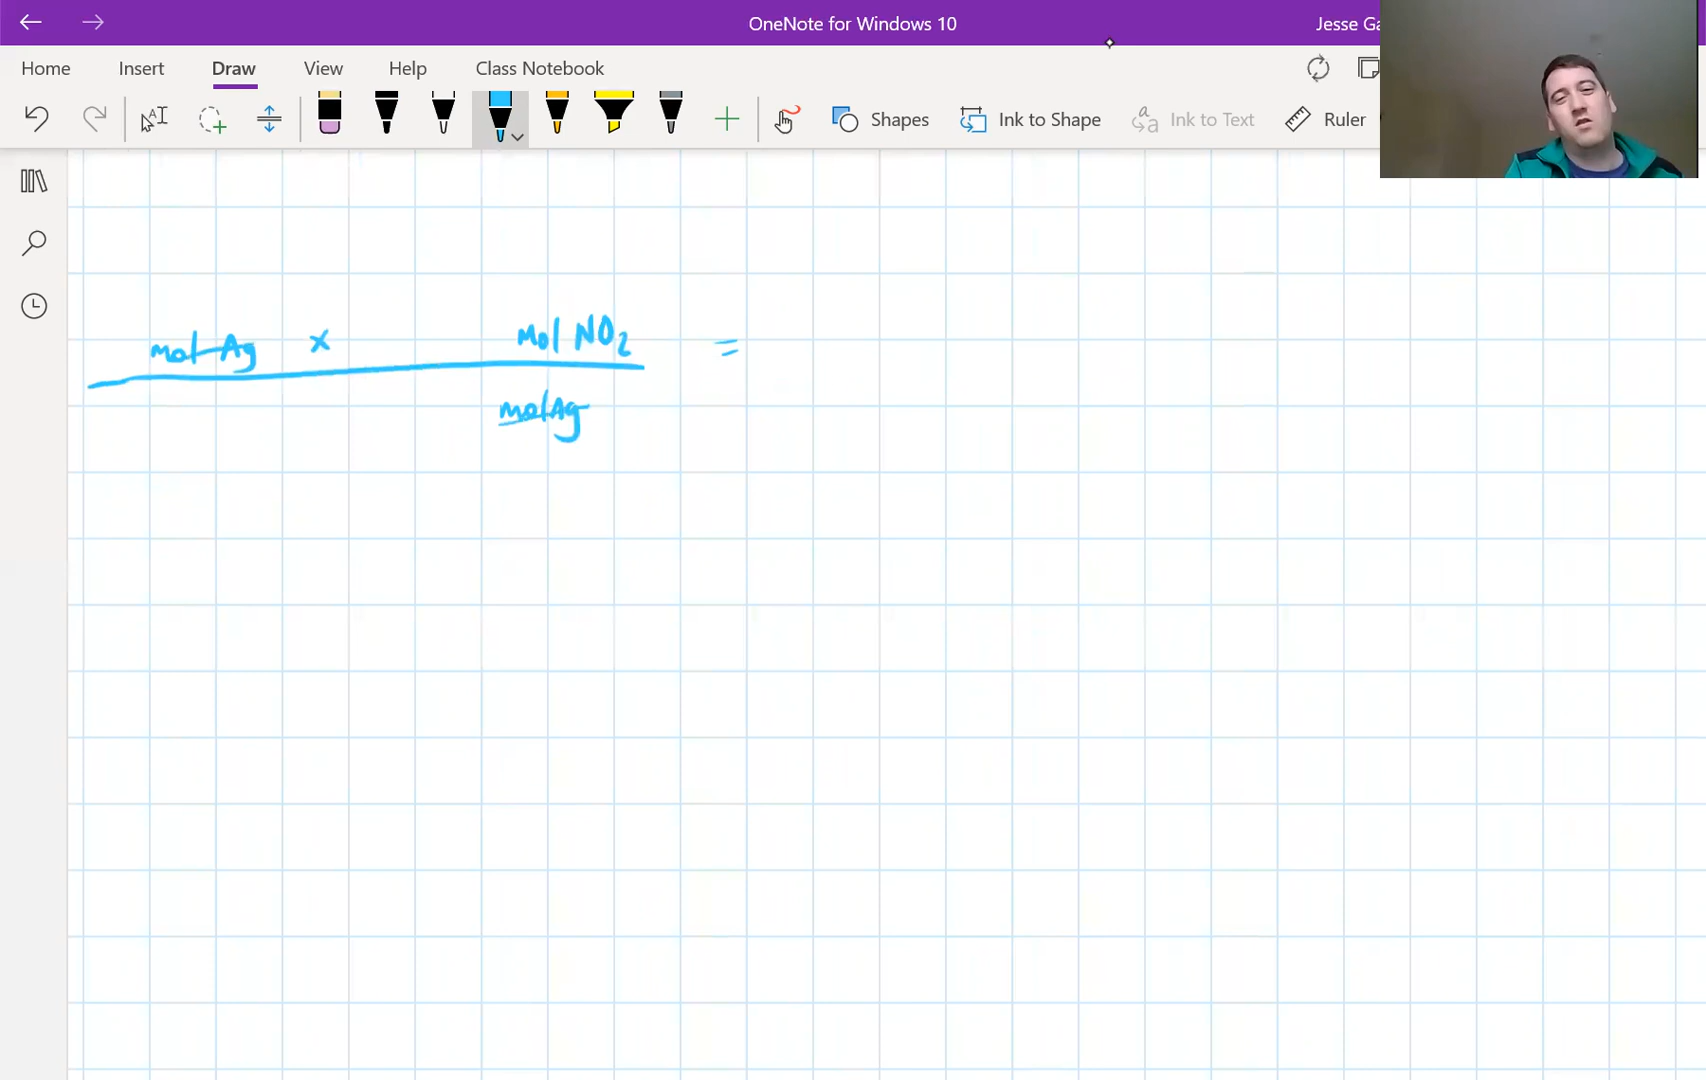 OneNote for Windows 10
Jesse Ga
Home Insert Draw View Help Class Notebook
Shapes Ink to Shape Ink to Text Ruler
mol Ag x mol NO2 =
mol Ag